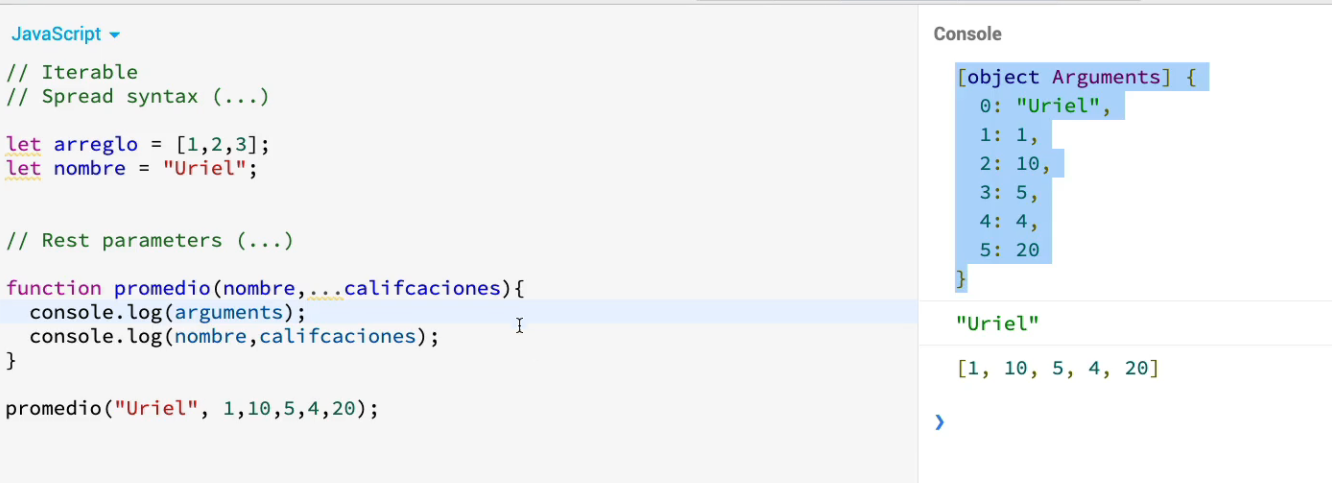 JavaScript
// Iterable
// Spread syntax (...)
let arreglo = [1,2,3];
let nombre = "Uriel";
// Rest parameters (...)
function promedio(nombre,...califcaciones){
console.log(arguments);
console.log(nombre,califcaciones);
}
promedio("Uriel", 1,10,5,4,20);
Console
[object Arguments] {
0: "Uriel",
1: 1,
2: 10,
3: 5,
4: 4,
5: 20
}
"Uriel"
[1, 10, 5, 4, 20]
❯